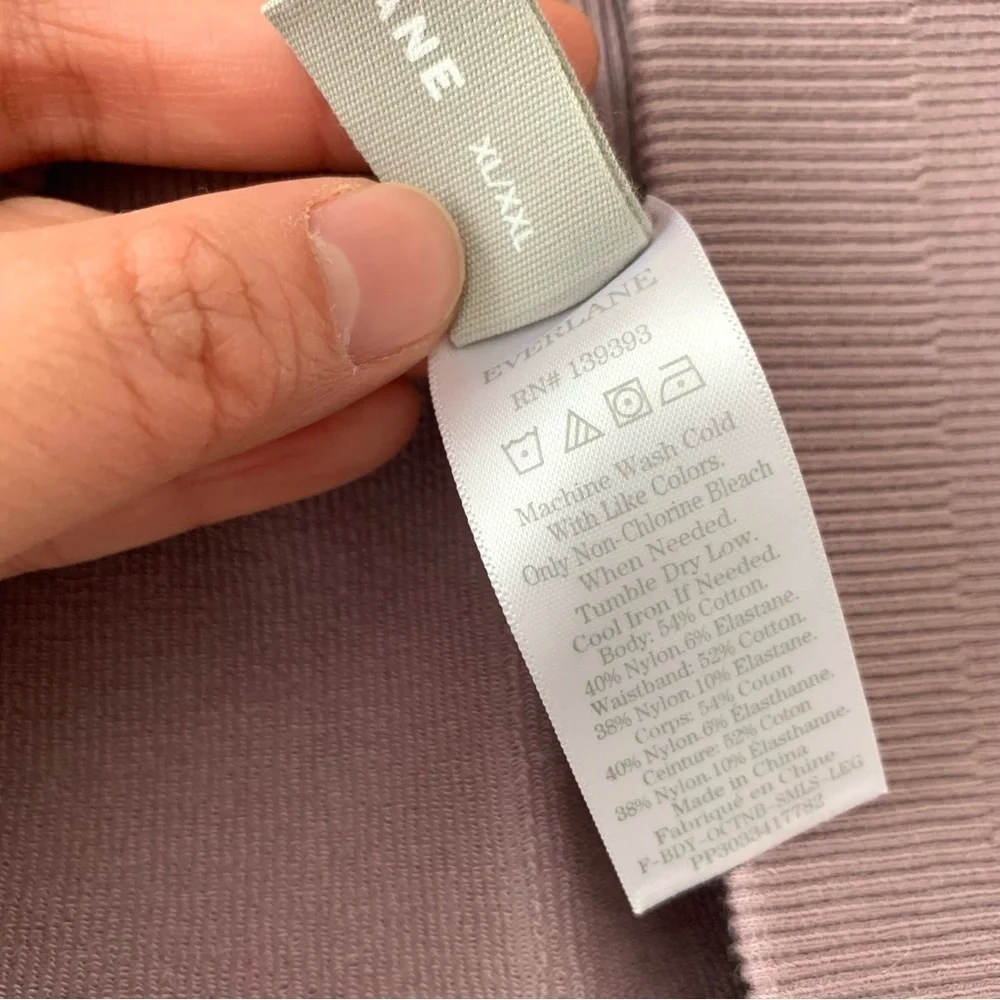 ANE
XL/XXL
EVERLANE
RN# 139393
Machine Wash Cold
With Like Colors.
Only Non-Chlorine Bleach
When Needed.
Tumble Dry Low.
Cool Iron If Needed.
Body: 54% Cotton.
40% Nylon.6% Elastane.
Waistband: 52% Cotton.
38% Nylon.10% Elastane.
Corps: 54% Coton
40% Nylon.6% Élasthanne.
Ceinture: 52% Coton
38% Nylon.10% Élasthanne.
Made in China
Fabriqué en Chine
F-BDY-OCTNB-SMLS-LEG
PP3033417782